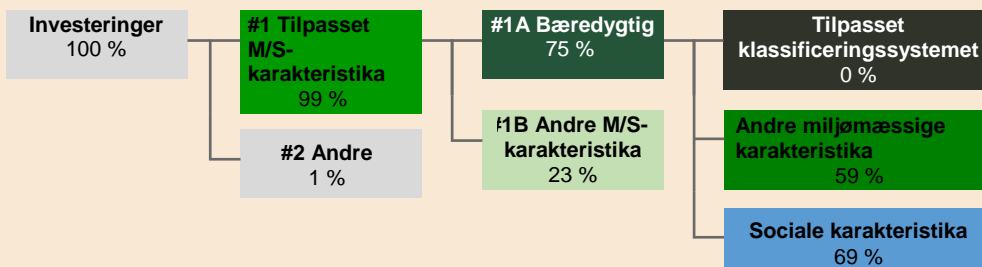 Investeringer
100 %
#1 Tilpasset
M/S-
karakteristika
99 %
#2 Andre
1 %
#1A Bæredygtig
75 %
#1B Andre M/S-
karakteristika
23 %
Tilpasset
klassificeringssystemet
0 %
Andre miljømæssige
karakteristika
59 %
Sociale karakteristika
69 %